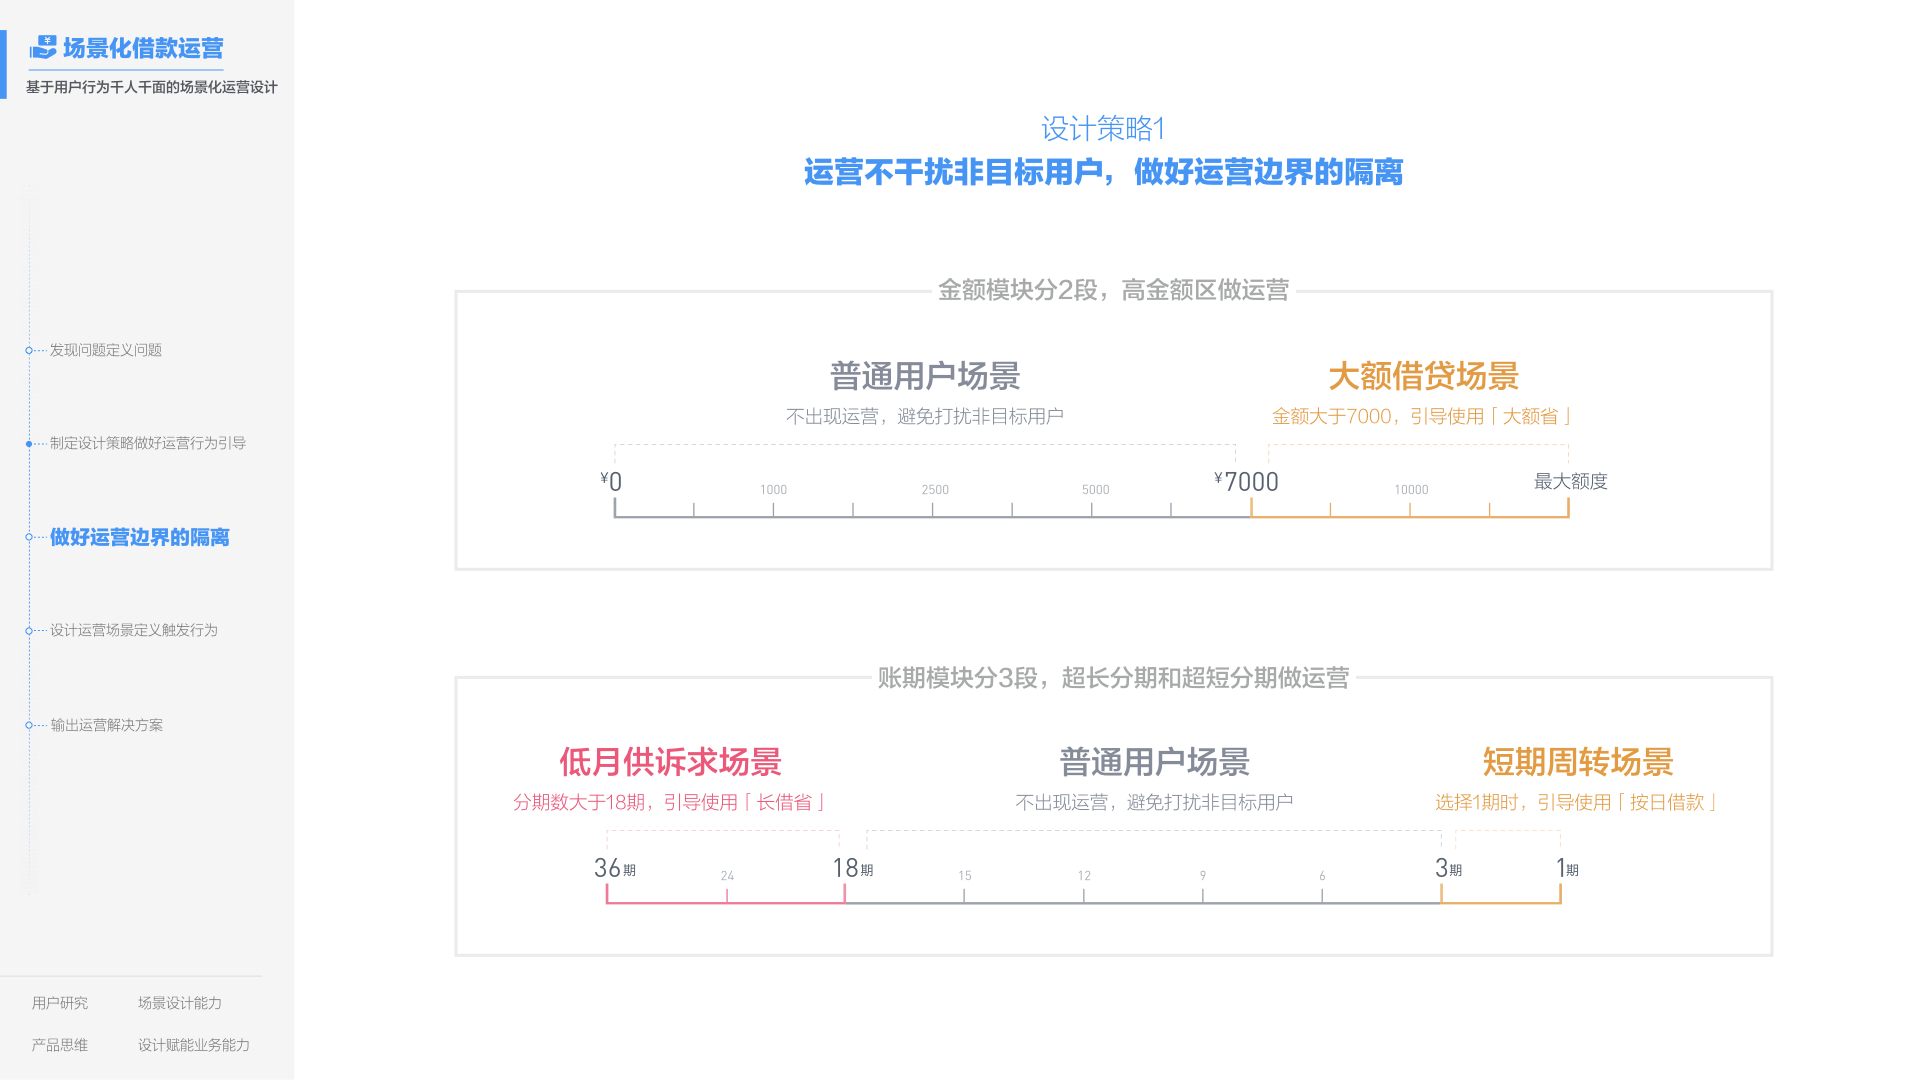 场景化借款运营
基于用户行为千人千面的场景化运营设计
发现问题定义问题
制定设计策略做好运营行为引导
做好运营边界的隔离
设计运营场景定义触发行为
输出运营解决方案
用户研究
场景设计能力
产品思维
设计赋能业务能力
设计策略1
运营不干扰非目标用户，做好运营边界的隔离
金额模块分2段，高金额区做运营
普通用户场景
不出现运营，避免打扰非目标用户
大额借贷场景
金额大于7000，引导使用「大额省」
¥0
1000
2500
5000
¥7000
10000
最大额度
账期模块分3段，超长分期和超短分期做运营
低月供诉求场景
分期数大于18期，引导使用「长借省」
普通用户场景
不出现运营，避免打扰非目标用户
短期周转场景
选择1期时，引导使用「按日借款」
36期
24
18期
15
12
9
6
3期
1期